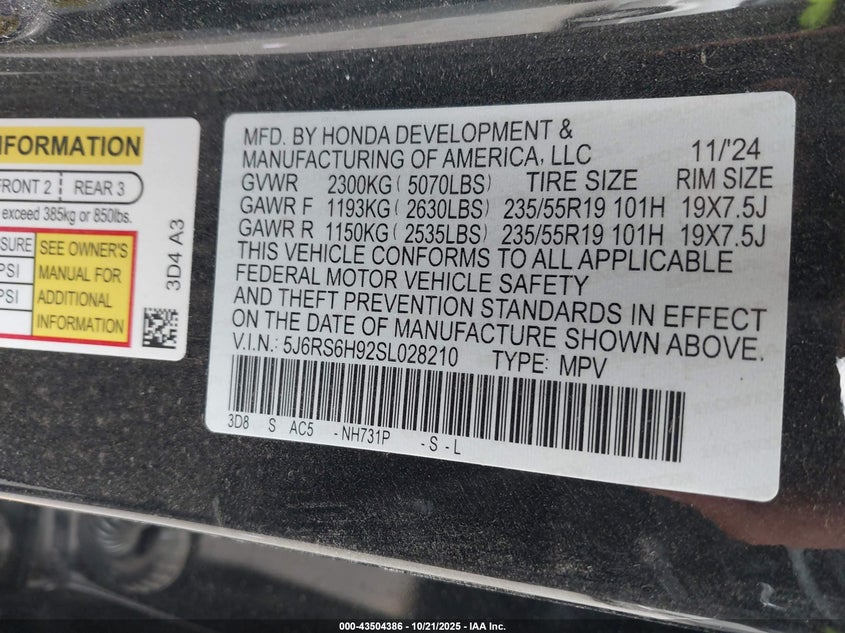 NFORMATION
FRONT 2 REAR 3
exceed 385kg or 850lbs.
SURE SEE OWNER'S
PSI MANUAL FOR
PSI ADDITIONAL
INFORMATION
3D4 A3
MFD. BY HONDA DEVELOPMENT &
MANUFACTURING OF AMERICA, LLC 11/'24
GVWR 2300KG ( 5070LBS) TIRE SIZE RIM SIZE
GAWR F 1193KG ( 2630LBS) 235/55R19 101H 19X7.5J
GAWR R 1150KG ( 2535LBS) 235/55R19 101H 19X7.5J
THIS VEHICLE CONFORMS TO ALL APPLICABLE
FEDERAL MOTOR VEHICLE SAFETY
AND THEFT PREVENTION STANDARDS IN EFFECT
ON THE DATE OF MANUFACTURE SHOWN ABOVE.
V.I.N.: 5J6RS6H92SL028210 TYPE: MPV
3D8 S AC5 -NH731P -S-L
000-43504386 - 10/21/2025 - IAA Inc.